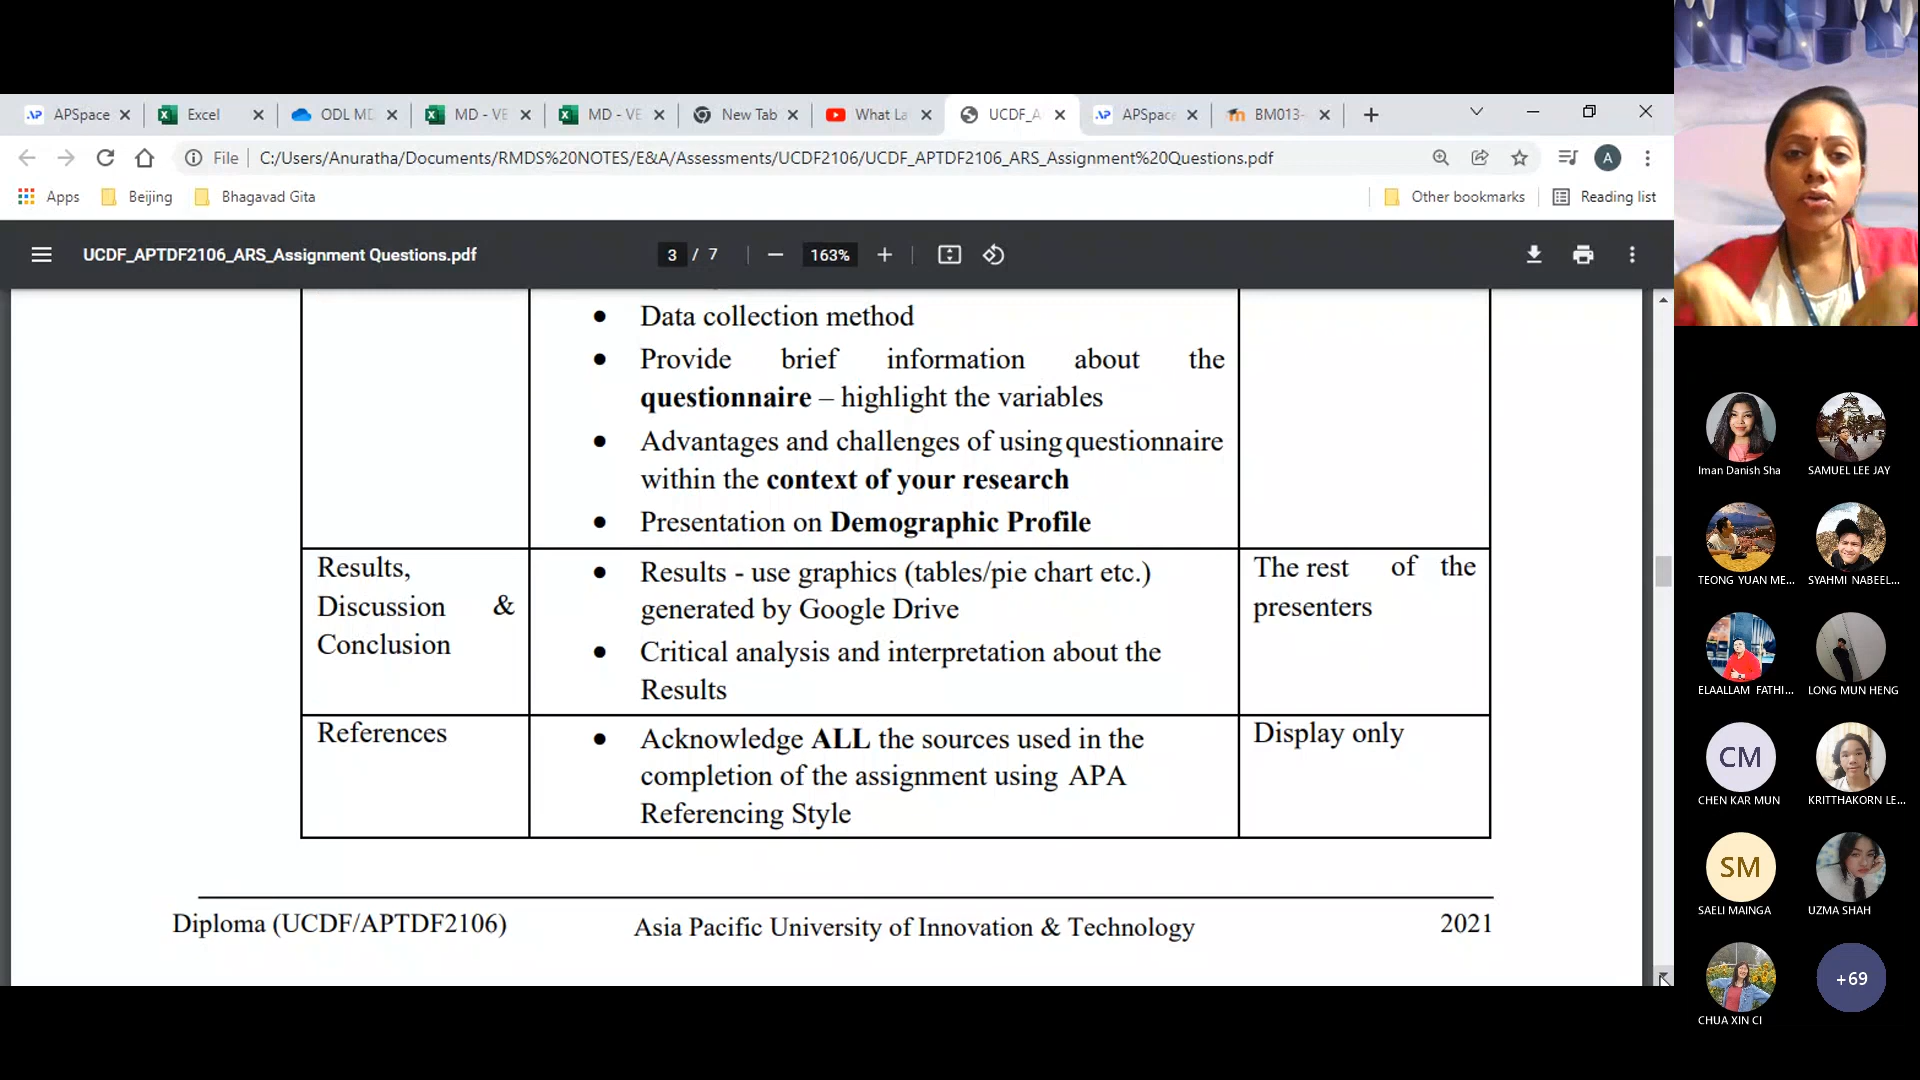 APSpace
Excel
ODL MD
MD - VE
MD - VE
New Tab
What La
UCDF_A
APSpace
BM013-
File
C:/Users/Anuratha/Documents/RMDS%20NOTES/E&A/Assessments/UCDF2106/UCDF_APTDF2106_ARS_Assignment%20Questions.pdf
A
Apps
Beijing
Bhagavad Gita
Other bookmarks
Reading list
UCDF_APTDF2106_ARS_Assignment Questions.pdf
3 / 7
163%
• Data collection method
• Provide brief information about the
questionnaire – highlight the variables
• Advantages and challenges of using questionnaire
within the context of your research
• Presentation on Demographic Profile
Results,
Discussion &
Conclusion
• Results - use graphics (tables/pie chart etc.)
generated by Google Drive
• Critical analysis and interpretation about the
Results
The rest of the
presenters
References
• Acknowledge ALL the sources used in the
completion of the assignment using APA
Referencing Style
Display only
Diploma (UCDF/APTDF2106)
Asia Pacific University of Innovation & Technology
2021
Iman Danish Sha
SAMUEL LEE JAY
TEONG YUAN ME...
SYAHMI NABEEL...
ELAALLAM FATHI...
LONG MUN HENG
CM
CHEN KAR MUN
KRITTHAKORN LE...
SM
SAELI MAINGA
UZMA SHAH
CHUA XIN CI
+69